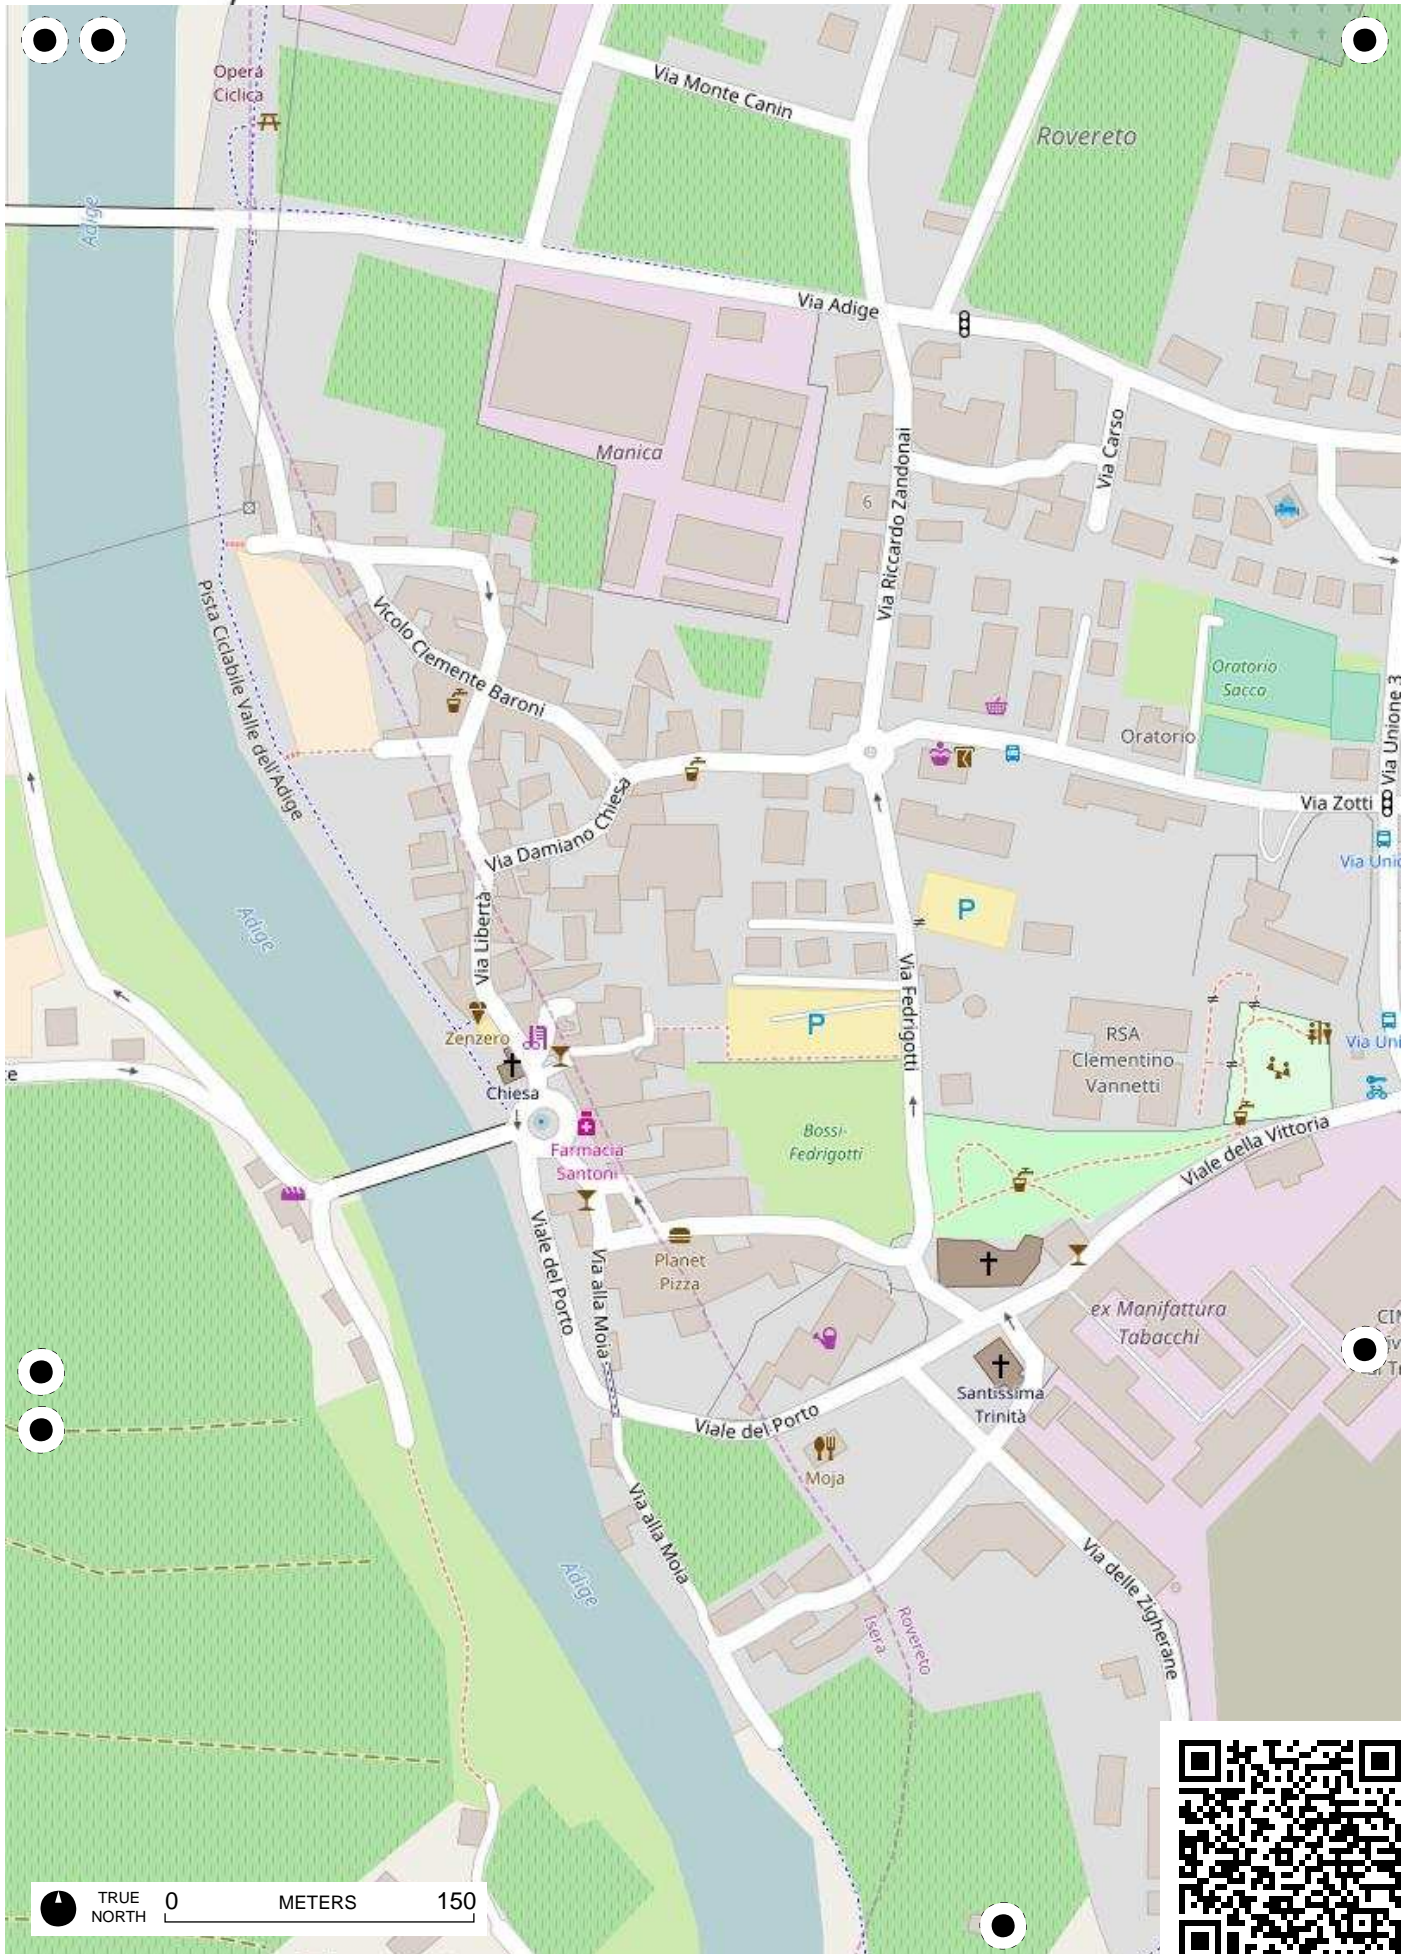 Opera
Ciclica
Via Monte Canin
Rovereto
Adige
Via Adige
Manica
Via Carso
6
Via Riccardo Zandonai
Pista Ciclabile Valle dell'Adige
Vicolo Clemente Baroni
Oratorio
Sacco
Oratorio
Via Unione 3
Via Zotti
Via Damiano Chiesa
Via Unio
P
Via Libertà
Adige
Via Fedrigotti
P
Zenzero
RSA
Clementino
Vannetti
Via Uni
Chiesa
Farmacia
Santoni
Bossi-
Fedrigotti
Viale della Vittoria
Viale del Porto
Via alla Moia
Planet
Pizza
ex Manifattura
Tabacchi
Santissima
Trinità
Viale del Porto
Moja
Via alla Moia
Via delle Zigherane
Adige
Rovereto
Isera
TRUE
NORTH
0 METERS 150